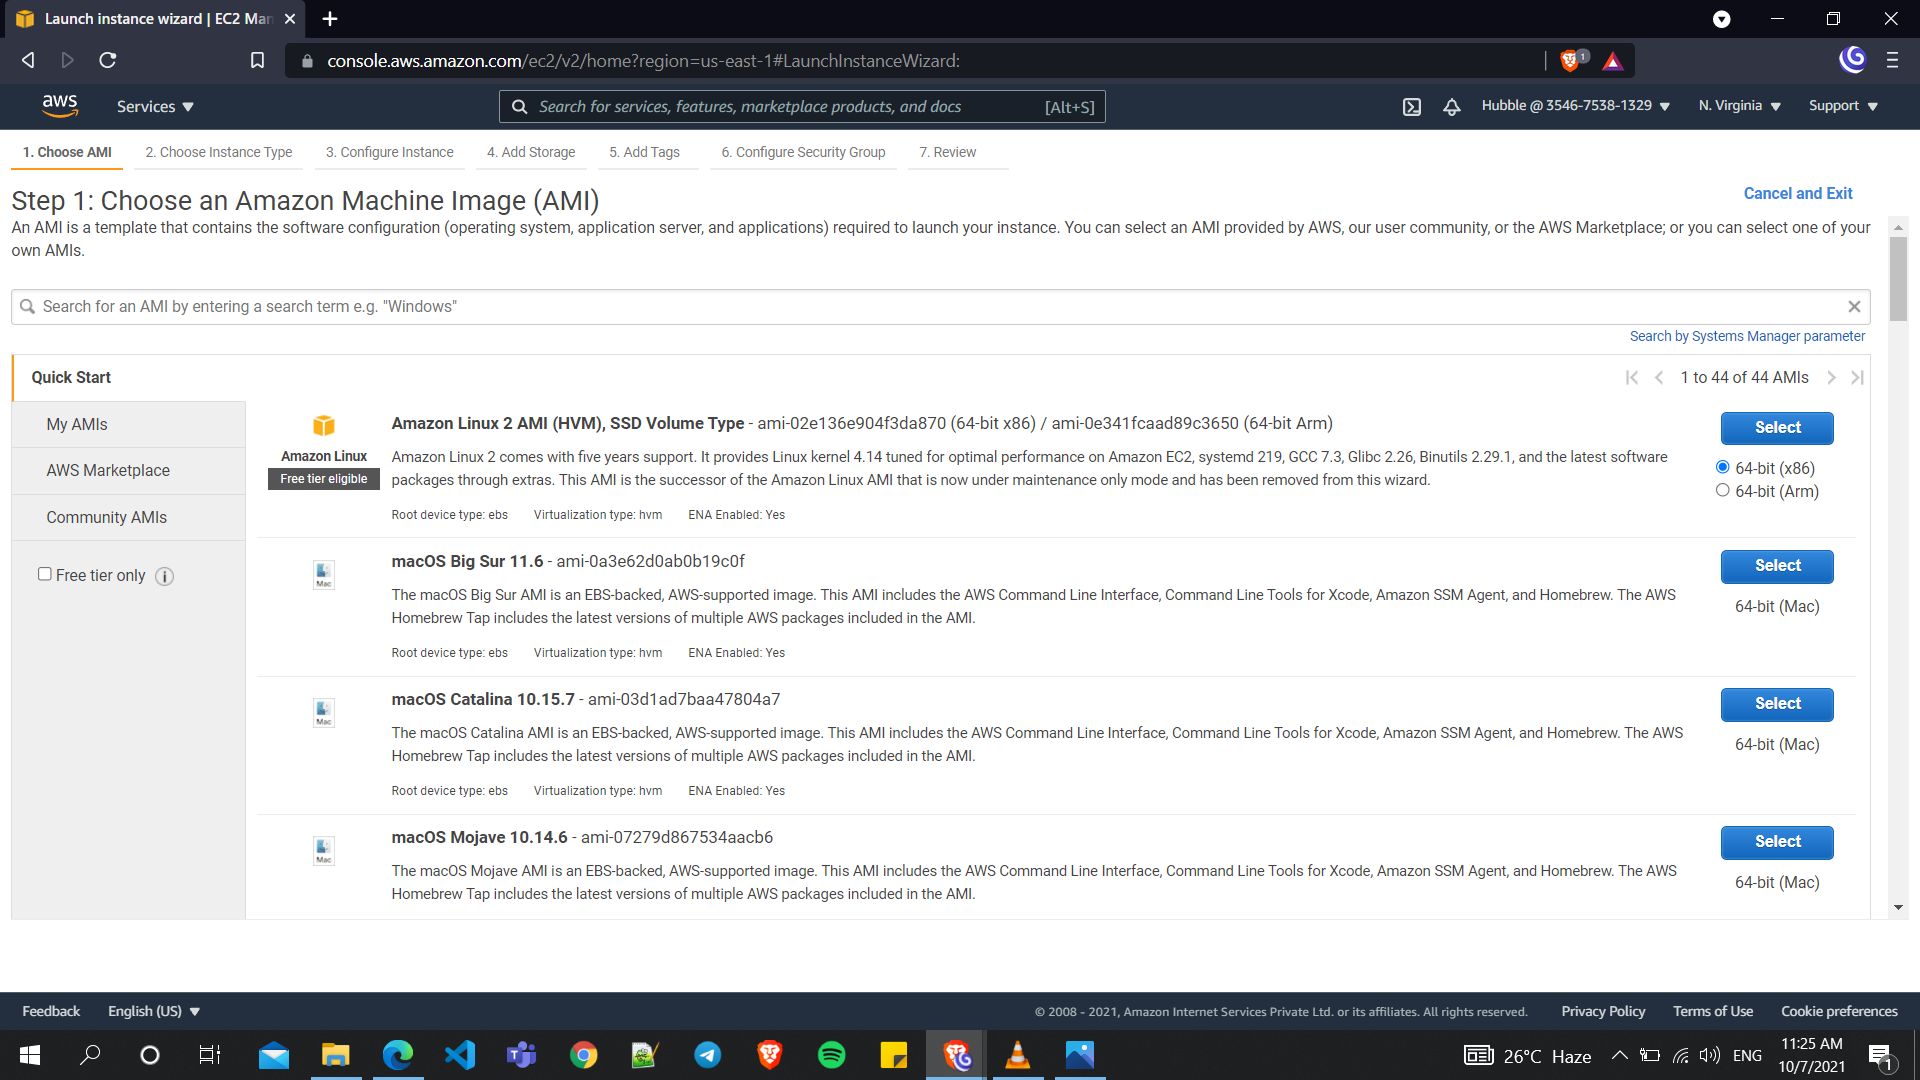 Launch instance wizard | EC2 Man
console.aws.amazon.com/ec2/v2/home?region=us-east-1#LaunchInstanceWizard:
1
aws
Services
Search for services, features, marketplace products, and docs
[Alt+S]
Hubble @ 3546-7538-1329
N. Virginia
Support
1. Choose AMI
2. Choose Instance Type
3. Configure Instance
4. Add Storage
5. Add Tags
6. Configure Security Group
7. Review
Step 1: Choose an Amazon Machine Image (AMI)
Cancel and Exit
An AMI is a template that contains the software configuration (operating system, application server, and applications) required to launch your instance. You can select an AMI provided by AWS, our user community, or the AWS Marketplace; or you can select one of your
own AMIs.
Search for an AMI by entering a search term e.g. "Windows"
Search by Systems Manager parameter
Quick Start
1 to 44 of 44 AMIs
My AMIs
AWS Marketplace
Community AMIs
Free tier only
i
Amazon Linux
Free tier eligible
Amazon Linux 2 AMI (HVM), SSD Volume Type - ami-02e136e904f3da870 (64-bit x86) / ami-0e341fcaad89c3650 (64-bit Arm)
Amazon Linux 2 comes with five years support. It provides Linux kernel 4.14 tuned for optimal performance on Amazon EC2, systemd 219, GCC 7.3, Glibc 2.26, Binutils 2.29.1, and the latest software
packages through extras. This AMI is the successor of the Amazon Linux AMI that is now under maintenance only mode and has been removed from this wizard.
Root device type: ebs Virtualization type: hvm ENA Enabled: Yes
Select
64-bit (x86)
64-bit (Arm)
Mac
macOS Big Sur 11.6 - ami-0a3e62d0ab0b19c0f
The macOS Big Sur AMI is an EBS-backed, AWS-supported image. This AMI includes the AWS Command Line Interface, Command Line Tools for Xcode, Amazon SSM Agent, and Homebrew. The AWS
Homebrew Tap includes the latest versions of multiple AWS packages included in the AMI.
Root device type: ebs Virtualization type: hvm ENA Enabled: Yes
Select
64-bit (Mac)
Mac
macOS Catalina 10.15.7 - ami-03d1ad7baa47804a7
The macOS Catalina AMI is an EBS-backed, AWS-supported image. This AMI includes the AWS Command Line Interface, Command Line Tools for Xcode, Amazon SSM Agent, and Homebrew. The AWS
Homebrew Tap includes the latest versions of multiple AWS packages included in the AMI.
Root device type: ebs Virtualization type: hvm ENA Enabled: Yes
Select
64-bit (Mac)
Mac
macOS Mojave 10.14.6 - ami-07279d867534aacb6
The macOS Mojave AMI is an EBS-backed, AWS-supported image. This AMI includes the AWS Command Line Interface, Command Line Tools for Xcode, Amazon SSM Agent, and Homebrew. The AWS
Homebrew Tap includes the latest versions of multiple AWS packages included in the AMI.
Select
64-bit (Mac)
Feedback
English (US)
© 2008 - 2021, Amazon Internet Services Private Ltd. or its affiliates. All rights reserved.
Privacy Policy
Terms of Use
Cookie preferences
26°C Haze
ENG
11:25 AM
10/7/2021
1